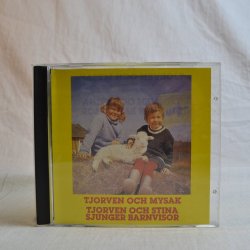 TJORVEN OCH MYSAK
TJORVEN OCH STINA
SJUNGER BARNVISOR